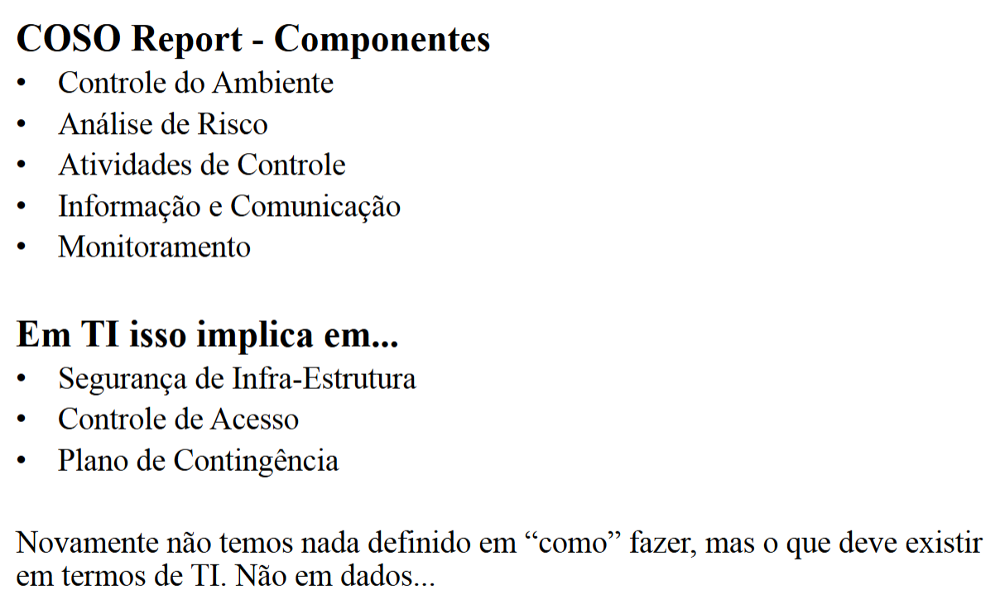 COSO Report - Componentes
• Controle do Ambiente
• Análise de Risco
• Atividades de Controle
• Informação e Comunicação
• Monitoramento
Em TI isso implica em...
• Segurança de Infra-Estrutura
• Controle de Acesso
• Plano de Contingência
Novamente não temos nada definido em “como” fazer, mas o que deve existir
em termos de TI. Não em dados...